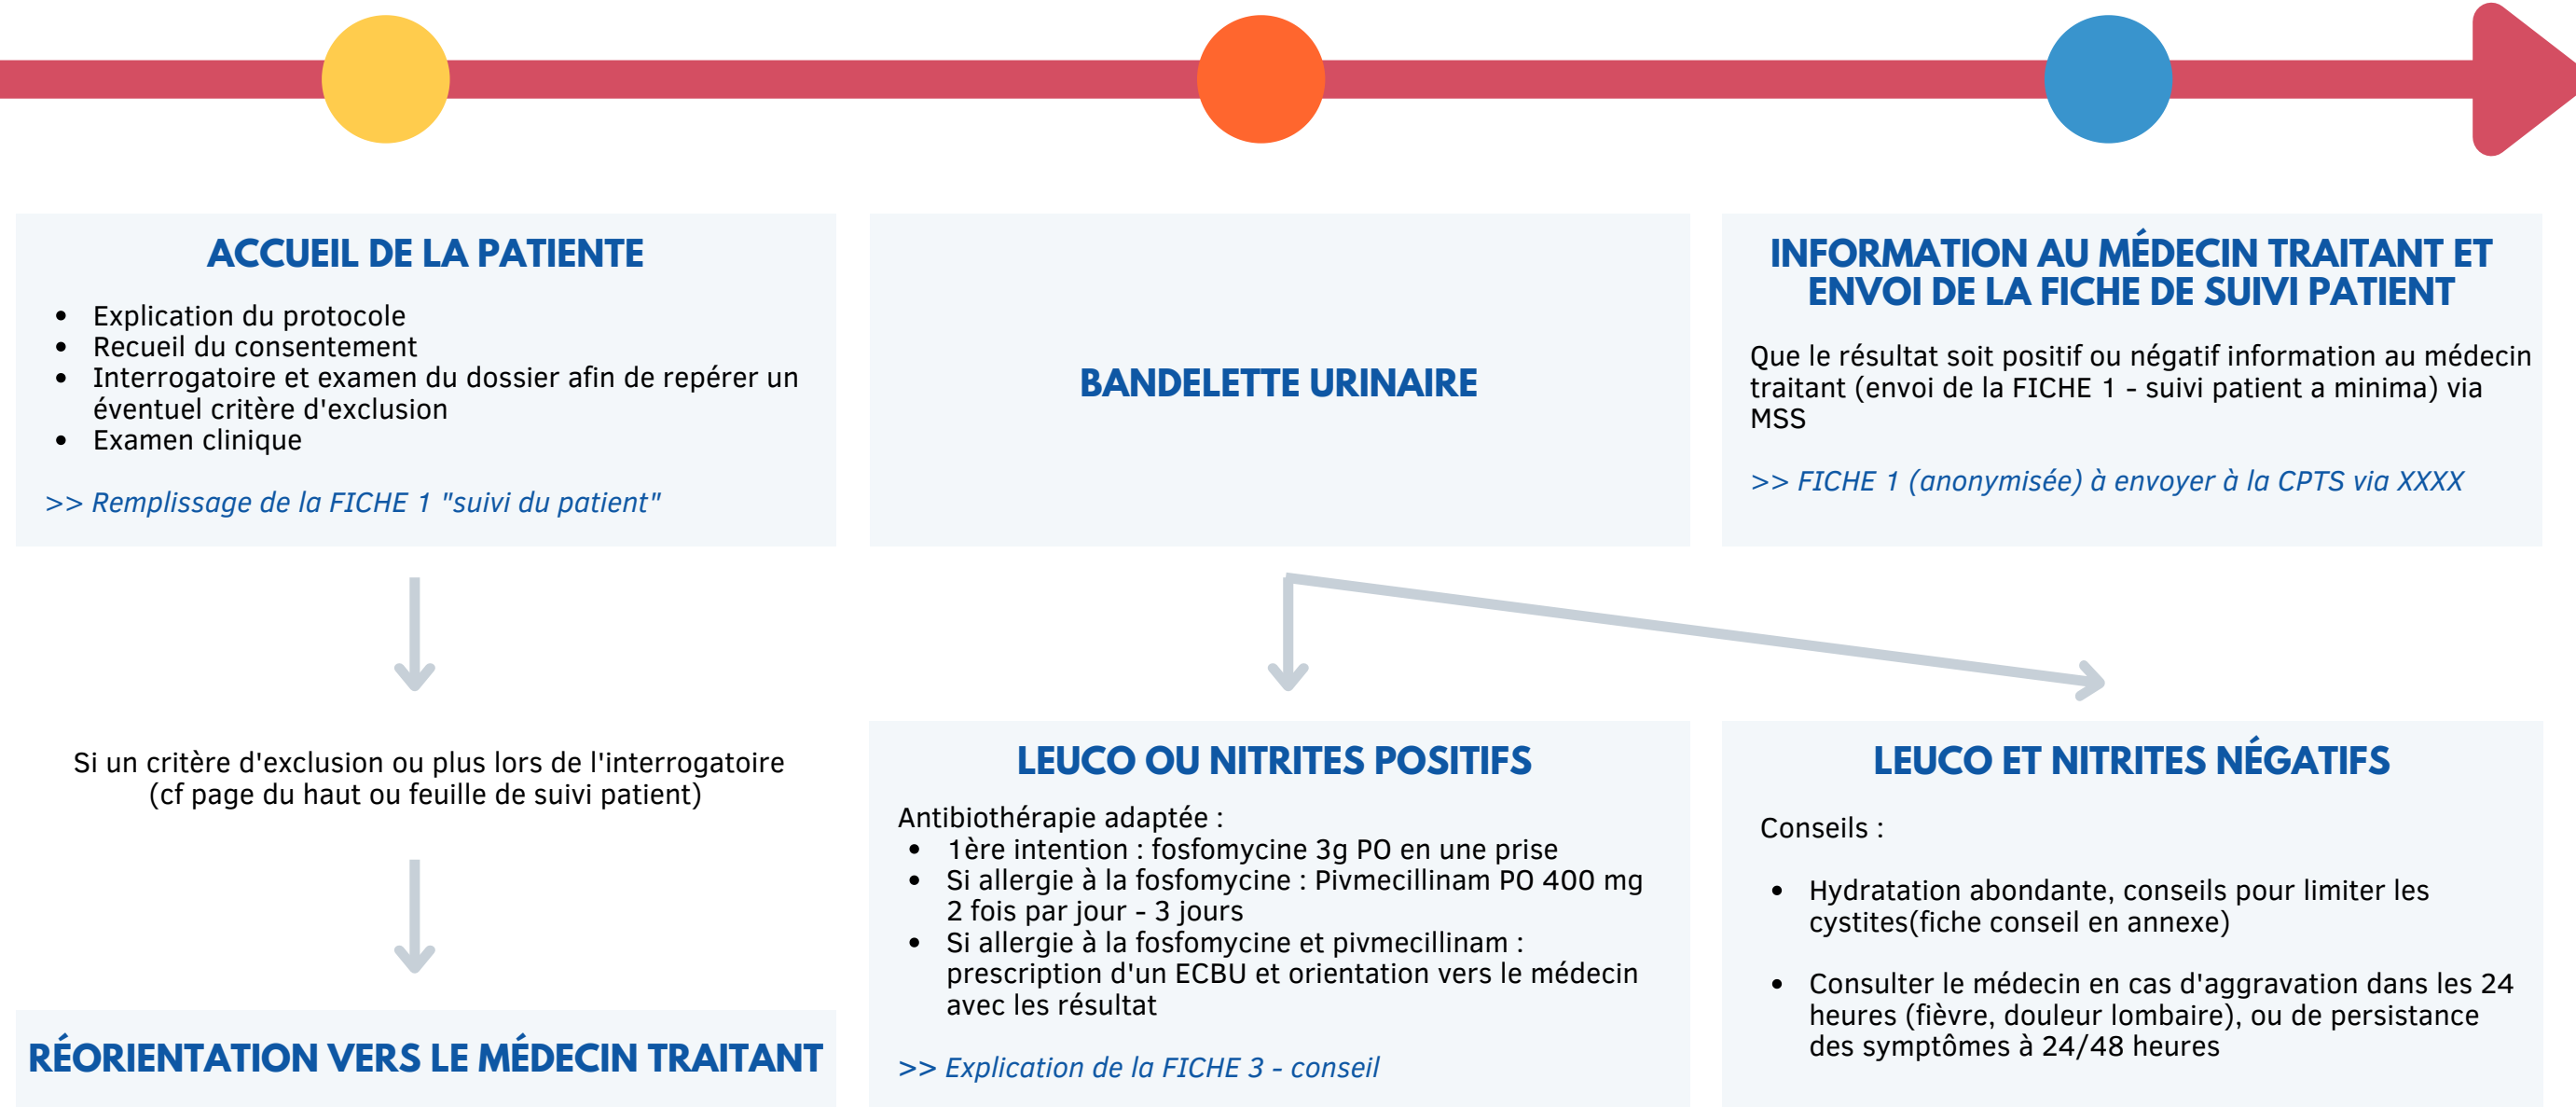 ACCUEIL DE LA PATIENTE
• Explication du protocole
• Recueil du consentement
• Interrogatoire et examen du dossier afin de repérer un
éventuel critère d'exclusion
• Examen clinique
>> Remplissage de la FICHE 1 "suivi du patient"
BANDELETTE URINAIRE
INFORMATION AU MÉDECIN TRAITANT ET
ENVOI DE LA FICHE DE SUIVI PATIENT
Que le résultat soit positif ou négatif information au médecin
traitant (envoi de la FICHE 1 - suivi patient a minima) via
MSS
>> FICHE 1 (anonymisée) à envoyer à la CPTS via XXXX
Si un critère d'exclusion ou plus lors de l'interrogatoire
(cf page du haut ou feuille de suivi patient)
RÉORIENTATION VERS LE MÉDECIN TRAITANT
LEUCO OU NITRITES POSITIFS
Antibiothérapie adaptée :
• 1ère intention : fosfomycine 3g PO en une prise
• Si allergie à la fosfomycine : Pivmecillinam PO 400 mg
2 fois par jour - 3 jours
• Si allergie à la fosfomycine et pivmecillinam :
prescription d'un ECBU et orientation vers le médecin
avec les résultat
>> Explication de la FICHE 3 - conseil
LEUCO ET NITRITES NÉGATIFS
Conseils :
• Hydratation abondante, conseils pour limiter les
cystites(fiche conseil en annexe)
• Consulter le médecin en cas d'aggravation dans les 24
heures (fièvre, douleur lombaire), ou de persistance
des symptômes à 24/48 heures